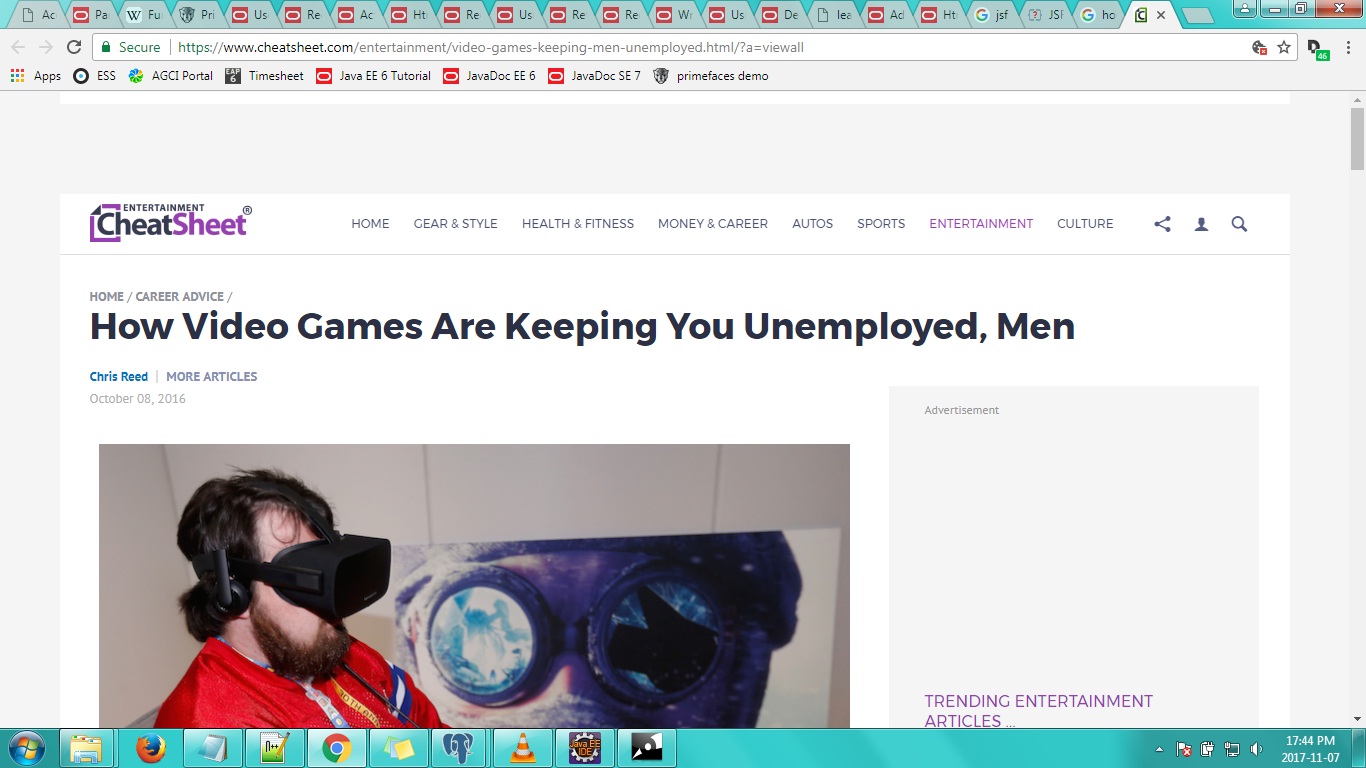 Ac Pa Fu Pri Us Re Ac Ht Re Us Re Re W Us De lea Ad Ht jsf JSF ho
Secure https://www.cheatsheet.com/entertainment/video-games-keeping-men-unemployed.html/?a=viewall
46
Apps ESS AGCI Portal EAP 6 Timesheet Java EE 6 Tutorial JavaDoc EE 6 JavaDoc SE 7 primefaces demo
ENTERTAINMENT
CheatSheet®
HOME GEAR & STYLE HEALTH & FITNESS MONEY & CAREER AUTOS SPORTS ENTERTAINMENT CULTURE
HOME / CAREER ADVICE /
How Video Games Are Keeping You Unemployed, Men
Chris Reed | MORE ARTICLES
October 08, 2016
Advertisement
TRENDING ENTERTAINMENT
ARTICLES ...
Java EE
IDE
17:44 PM
2017-11-07